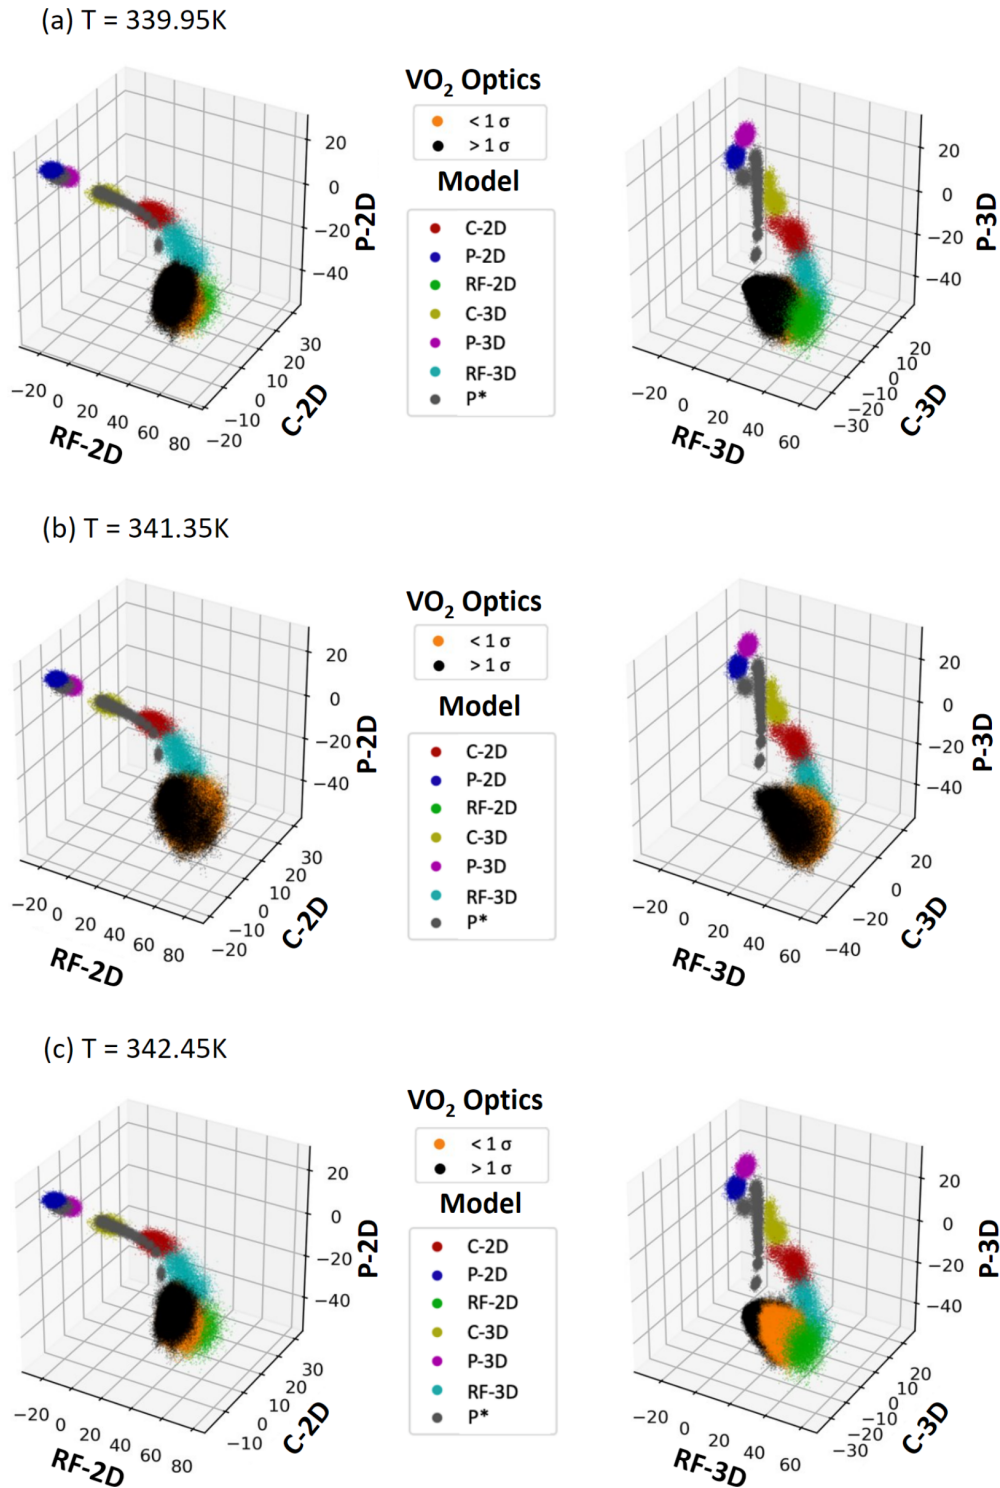 (a) T = 339.95K
VO2 Optics
< 1 σ
> 1 σ
Model
C-2D
P-2D
RF-2D
C-3D
P-3D
RF-3D
P*
20
0
−20
−40
P-2D
30
20
10
0
−10
−20
C-2D
−20
0
20
40
60
80
RF-2D
20
0
−20
−40
P-3D
20
10
0
−10
−20
−30
C-3D
−20
0
20
40
60
RF-3D
(b) T = 341.35K
VO2 Optics
< 1 σ
> 1 σ
Model
C-2D
P-2D
RF-2D
C-3D
P-3D
RF-3D
P*
20
0
−20
−40
P-2D
30
20
10
0
−10
−20
C-2D
−20
0
20
40
60
80
RF-2D
20
0
−20
−40
P-3D
20
0
−20
−40
C-3D
−20
0
20
40
60
RF-3D
(c) T = 342.45K
VO2 Optics
< 1 σ
> 1 σ
Model
C-2D
P-2D
RF-2D
C-3D
P-3D
RF-3D
P*
20
0
−20
−40
P-2D
30
20
10
0
−10
C-2D
−20
0
20
40
60
80
RF-2D
20
0
−20
−40
P-3D
20
10
0
−10
−20
−30
C-3D
−20
0
20
40
60
RF-3D